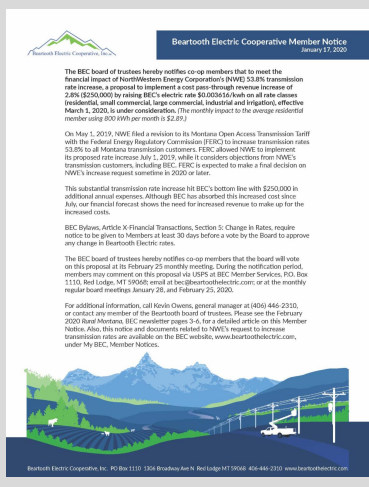 Beartooth Electric Cooperative, Inc.
Beartooth Electric Cooperative Member Notice
January 17, 2020
The BEC board of trustees hereby notifies co-op members that to meet the
financial impact of NorthWestern Energy Corporation's (NWE) 53.8% transmission
rate increase, a proposal to implement a cost pass-through revenue increase of
2.8% ($250,000) by raising BEC's electric rate $0.003616/kwh on all rate classes
(residential, small commercial, large commercial, industrial and irrigation), effective
March 1, 2020, is under consideration. (The monthly impact to the average residential
member using 800 kWh per month is $2.89.)
On May 1, 2019, NWE filed a revision to its Montana Open Access Transmission Tariff
with the Federal Energy Regulatory Commission (FERC) to increase transmission rates
53.8% to all Montana transmission customers. FERC allowed NWE to implement
its proposed rate increase July 1, 2019, while it considers objections from NWE's
transmission customers, including BEC. FERC is expected to make a final decision on
NWE's increase request sometime in 2020 or later.
This substantial transmission rate increase hit BEC's bottom line with $250,000 in
additional annual expenses. Although BEC has absorbed this increased cost since
July, our financial forecast shows the need for increased revenue to make up for the
increased costs.
BEC Bylaws, Article X-Financial Transactions, Section 5: Change in Rates, require
notice to be given to Members at least 30 days before a vote by the Board to approve
any change in Beartooth Electric rates.
The BEC board of trustees hereby notifies co-op members that the board will vote
on this proposal at its February 25 monthly meeting. During the notification period,
members may comment on this proposal via USPS at BEC Member Services, P.O. Box
1110, Red Lodge, MT 59068; email at bec@beartoothelectric.com; or at the monthly
regular board meetings January 28, and February 25, 2020.
For additional information, call Kevin Owens, general manager at (406) 446-2310,
or contact any member of the Beartooth board of trustees. Please see the February
2020 Rural Montana, BEC newsletter pages 3-6, for a detailed article on this Member
Notice. Also, this notice and documents related to NWE's request to increase
transmission rates are available on the BEC website, www.beartoothelectric.com,
under My BEC, Member Notices.
Beartooth Electric Cooperative, Inc. PO Box 1110 1306 Broadway Ave N Red Lodge MT 59068 406-446-2310 www.beartoothelectric.com